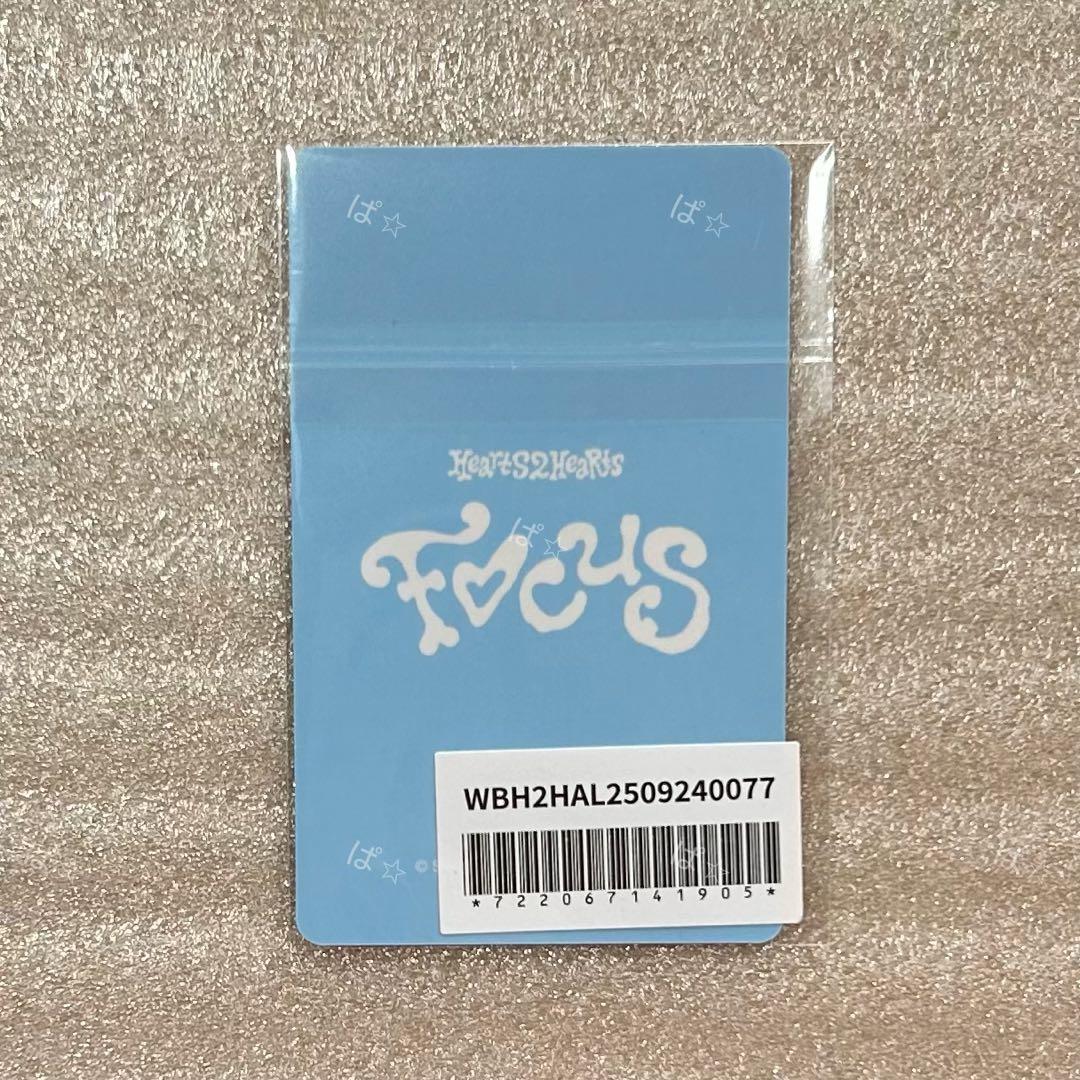 ぱ☆ ぱ☆
HeartS2HeaRts
FOcuS
ぱ☆
WBH2HAL2509240077
ぱ☆ © S ぱ☆
*722067141905*